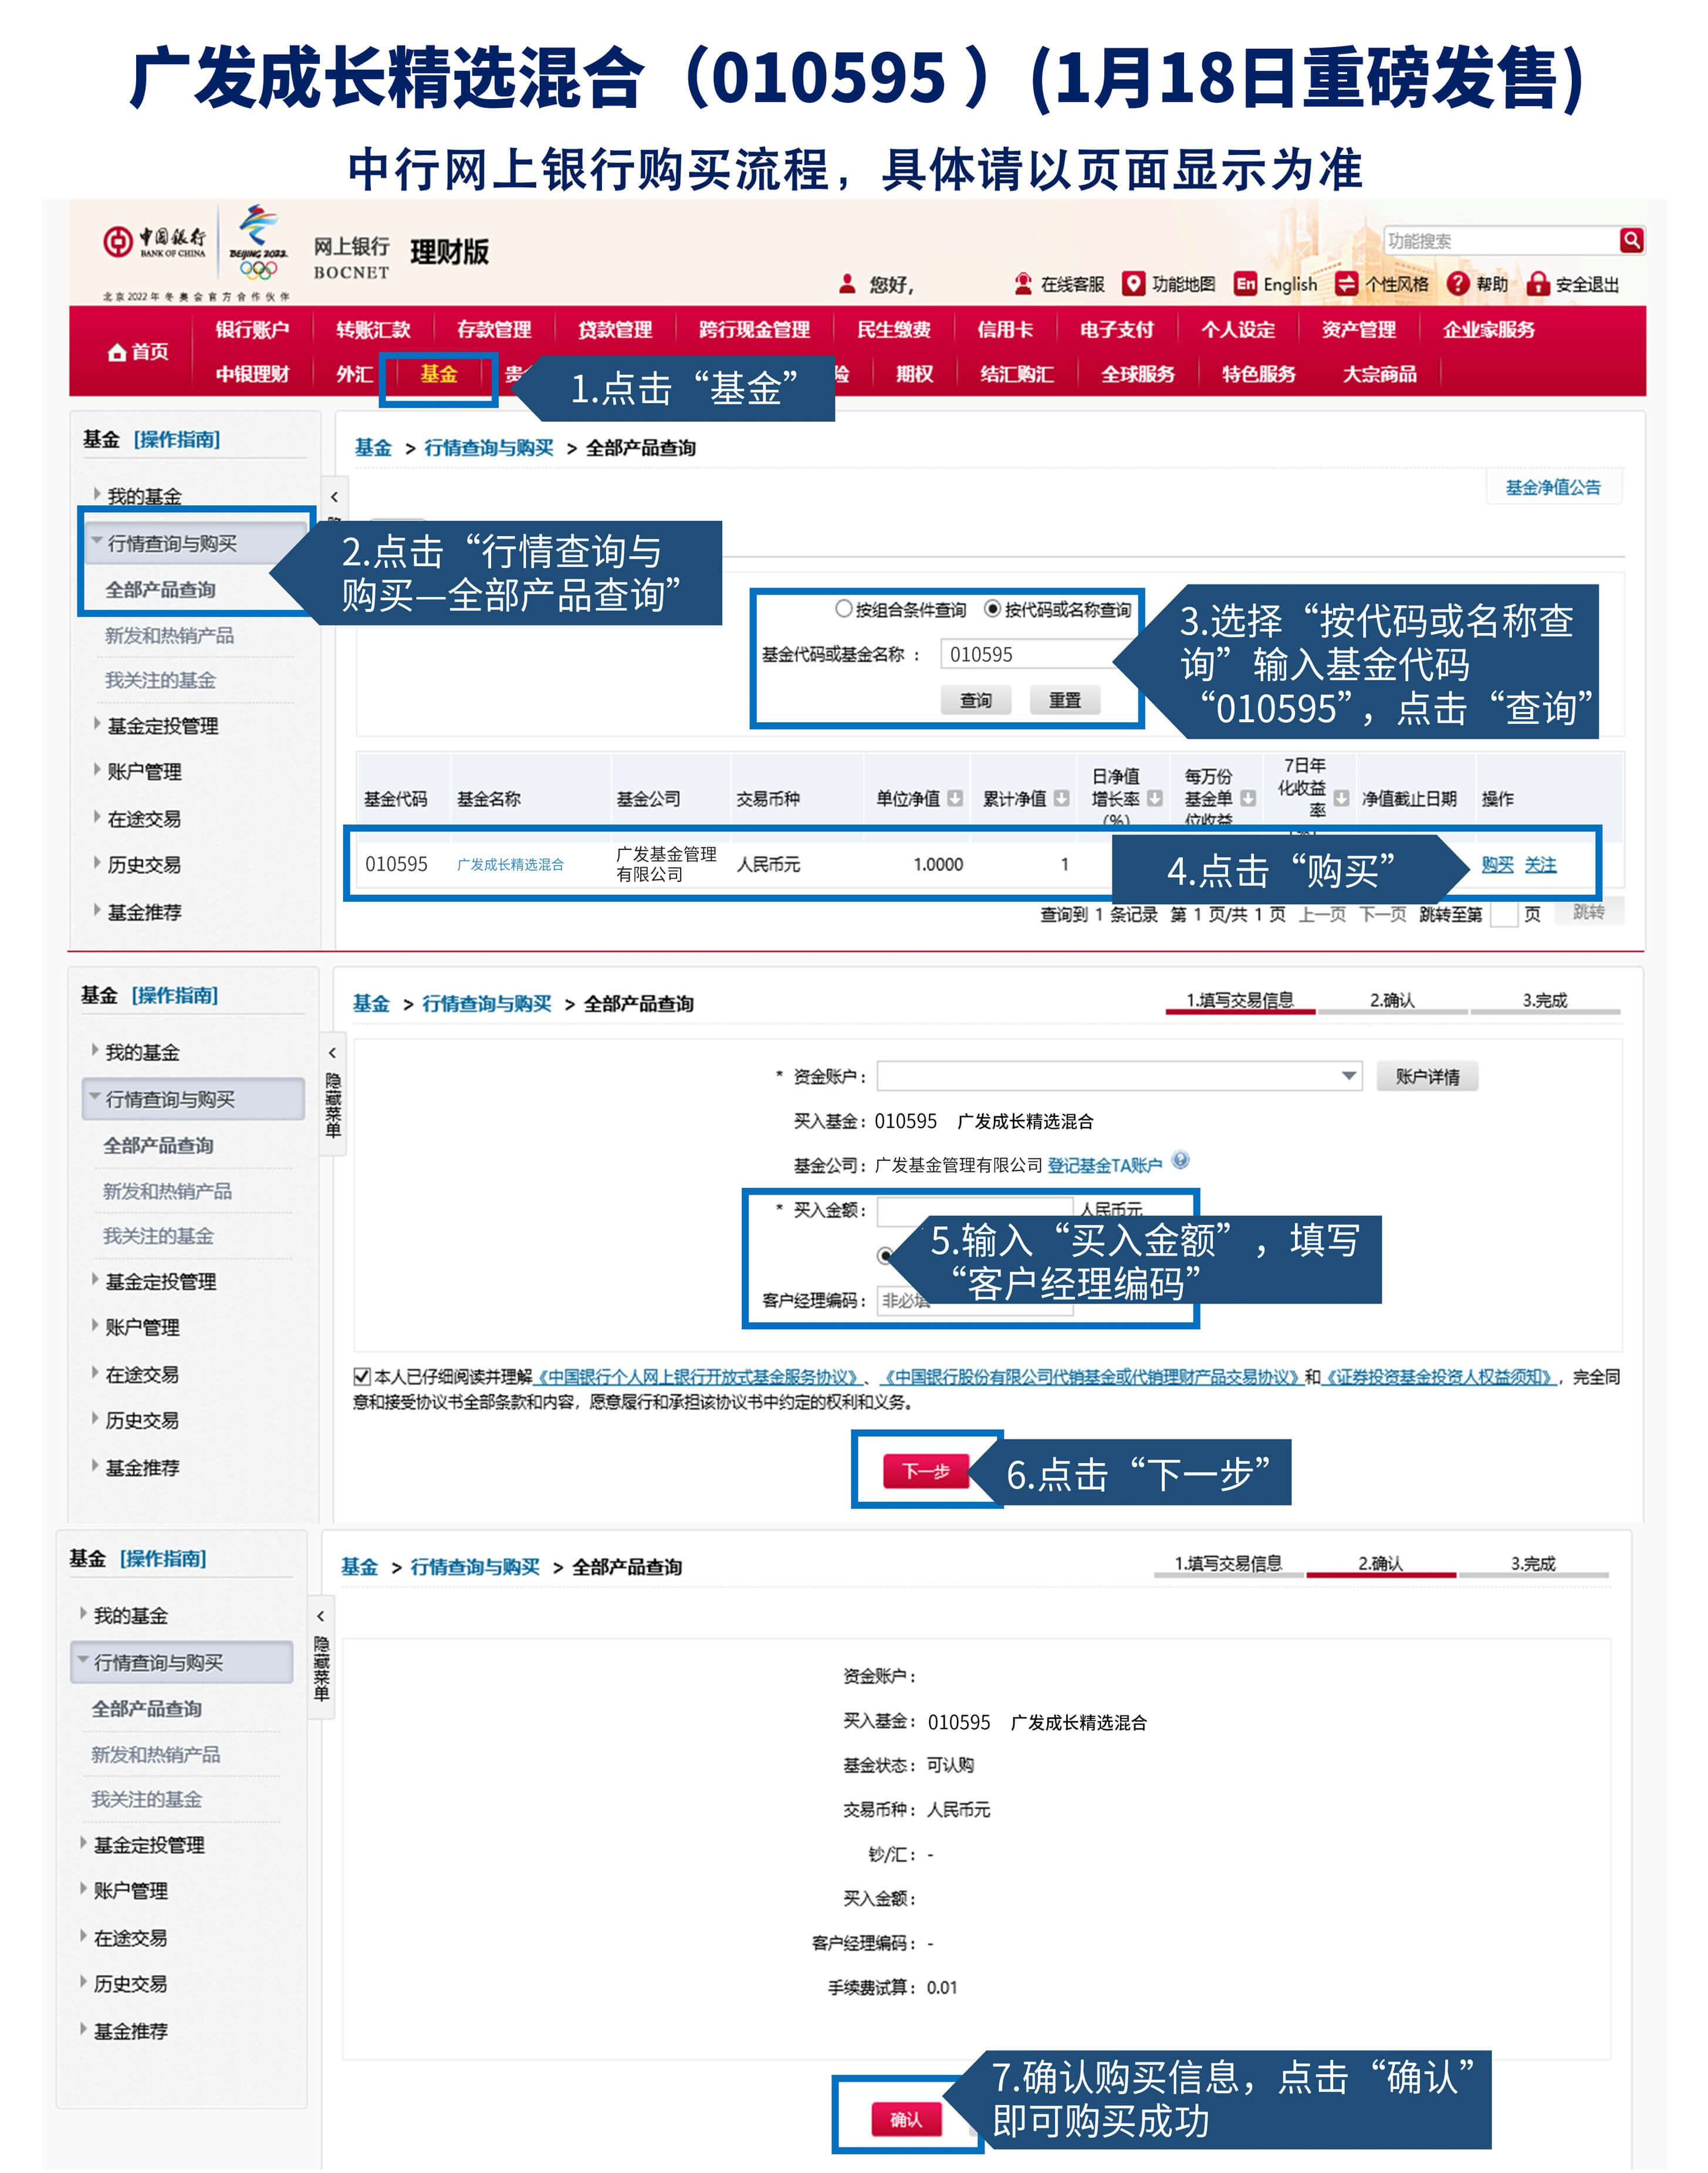 广发成长精选混合（010595 ）(1月18日重磅发售)
中行网上银行购买流程，具体请以页面显示为准
中国银行
BANK OF CHINA
BEIJING 2022
北京2022年冬奥会官方合作伙伴
网上银行
BOCNET
理财版
功能搜索
您好,
在线客服 功能地图 En English 个性风格 帮助 安全退出
首页
银行账户 转账汇款 存款管理 贷款管理 跨行现金管理 民生缴费 信用卡 电子支付 个人设定 资产管理 企业家服务
中银理财 外汇 基金 期权 结汇购汇 全球服务 特色服务 大宗商品
1.点击“基金”
基金 [操作指南]
我的基金
行情查询与购买
全部产品查询
新发和热销产品
我关注的基金
基金定投管理
账户管理
在途交易
历史交易
基金推荐
基金 > 行情查询与购买 > 全部产品查询
基金净值公告
2.点击“行情查询与
购买—全部产品查询”
按组合条件查询 按代码或名称查询
基金代码或基金名称： 010595
查询 重置
3.选择“按代码或名称查
询”输入基金代码
“010595”，点击“查询”
基金代码 基金名称 基金公司 交易币种 单位净值 累计净值 日净值增长率（%） 每万份基金单位收益 7日年化收益率 净值截止日期 操作
010595 广发成长精选混合 广发基金管理有限公司 人民币元 1.0000 1 购买 关注
4.点击“购买”
查询到 1 条记录 第 1 页/共 1 页 上一页 下一页 跳转至第 页 跳转
基金 [操作指南]
我的基金
行情查询与购买
全部产品查询
新发和热销产品
我关注的基金
基金定投管理
账户管理
在途交易
历史交易
基金推荐
隐藏菜单
基金 > 行情查询与购买 > 全部产品查询
1.填写交易信息 2.确认 3.完成
* 资金账户： 账户详情
买入基金：010595 广发成长精选混合
基金公司：广发基金管理有限公司 登记基金TA账户
* 买入金额： 人民币元
5.输入“买入金额”，填写
“客户经理编码”
客户经理编码： 非必填
本人已仔细阅读并理解《中国银行个人网上银行开放式基金服务协议》、《中国银行股份有限公司代销基金或代销理财产品交易协议》和《证券投资基金投资人权益须知》，完全同
意和接受协议书全部条款和内容，愿意履行和承担该协议书中约定的权利和义务。
下一步
6.点击“下一步”
基金 [操作指南]
我的基金
行情查询与购买
全部产品查询
新发和热销产品
我关注的基金
基金定投管理
账户管理
在途交易
历史交易
基金推荐
隐藏菜单
基金 > 行情查询与购买 > 全部产品查询
1.填写交易信息 2.确认 3.完成
资金账户：
买入基金：010595 广发成长精选混合
基金状态：可认购
交易币种：人民币元
钞/汇：-
买入金额：
客户经理编码：-
手续费试算：0.01
确认
7.确认购买信息，点击“确认”
即可购买成功